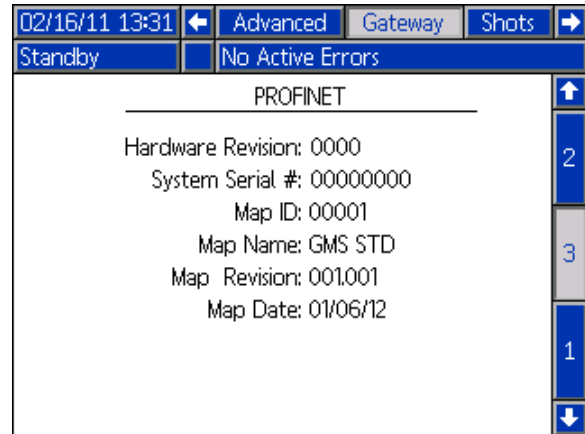 02/16/11 13:31 Advanced Gateway Shots
Standby No Active Errors
PROFINET
Hardware Revision: 0000
System Serial #: 00000000
Map ID: 00001
Map Name: GMS STD
Map Revision: 001.001
Map Date: 01/06/12
2
3
1